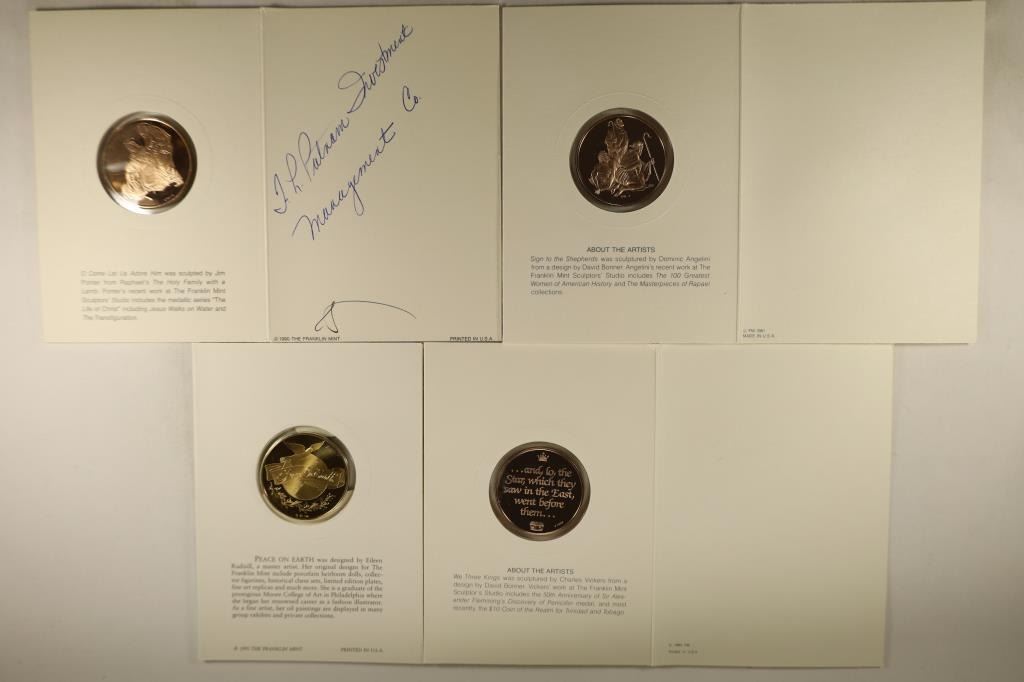 O Come Let Us Adore Him was sculpted by Jim
Ponter from Raphael's The Holy Family with a
Lamb. Ponter's recent work at The Franklin Mint
Sculptors' Studio includes the medallic series "The
Life of Christ" including Jesus Walks on Water and
The Transfiguration.
Putnam Investment
Management Co.
© 1990 THE FRANKLIN MINT PRINTED IN U.S.A.
ABOUT THE ARTISTS
Sign to the Shepherds was sculptured by Dominic Angelini
from a design by David Bonner. Angelini's recent work at The
Franklin Mint Sculptors' Studio includes The 100 Greatest
Women of American History and The Masterpieces of Rapael
collections.
MADE IN U.S.A.
PEACE ON EARTH was designed by Eileen
Rudisill, a master artist. Her original designs for The
Franklin Mint include porcelain heirloom dolls, collec-
tor figurines, historical chess sets, limited edition plates,
fine art replicas and much more. She is a graduate of the
prestigious Moore College of Art in Philadelphia where
she began her renowned career as a fashion illustrator.
As a fine artist, her oil paintings are displayed in many
group exhibits and private collections.
© 1991 THE FRANKLIN MINT PRINTED IN U.S.A.
...and, lo, the
Star, which they
saw in the East,
went before
them...
ABOUT THE ARTISTS
We Three Kings was sculptured by Charles Vickers from a
design by David Bonner. Vickers' work at The Franklin Mint
Sculptor's Studio includes the 50th Anniversary of Sir Alex-
ander Flemming's Discovery of Penicillin medal, and most
recently, the $10 Coin of the Realm for Trinidad and Tobago.